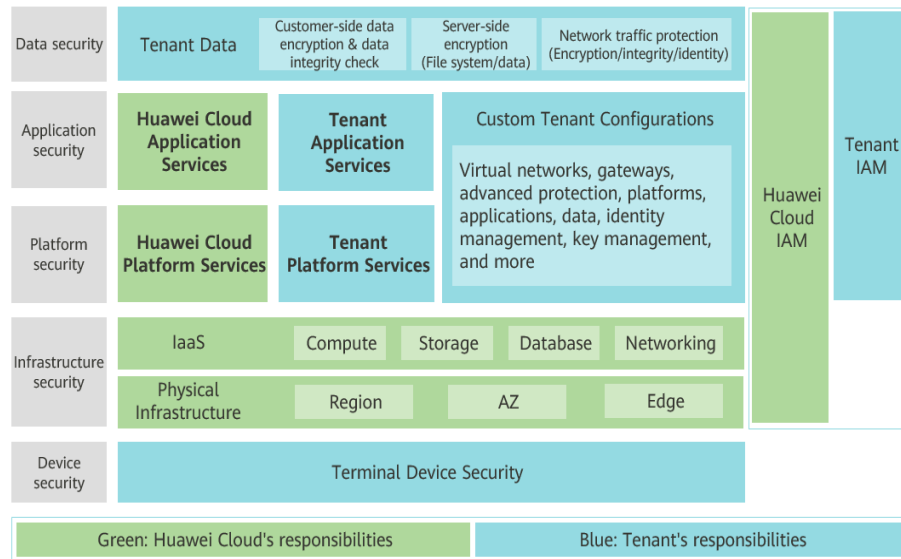 Data security
Tenant Data
Customer-side data
encryption & data
integrity check
Server-side
encryption
(File system/data)
Network traffic protection
(Encryption/integrity/identity)
Application
security
Huawei Cloud
Application
Services
Tenant
Application
Services
Custom Tenant Configurations
Virtual networks, gateways,
advanced protection, platforms,
applications, data, identity
management, key management,
and more
Platform
security
Huawei Cloud
Platform Services
Tenant
Platform Services
Huawei
Cloud
IAM
Tenant
IAM
Infrastructure
security
IaaS
Compute
Storage
Database
Networking
Physical
Infrastructure
Region
AZ
Edge
Device
security
Terminal Device Security
Green: Huawei Cloud's responsibilities
Blue: Tenant's responsibilities